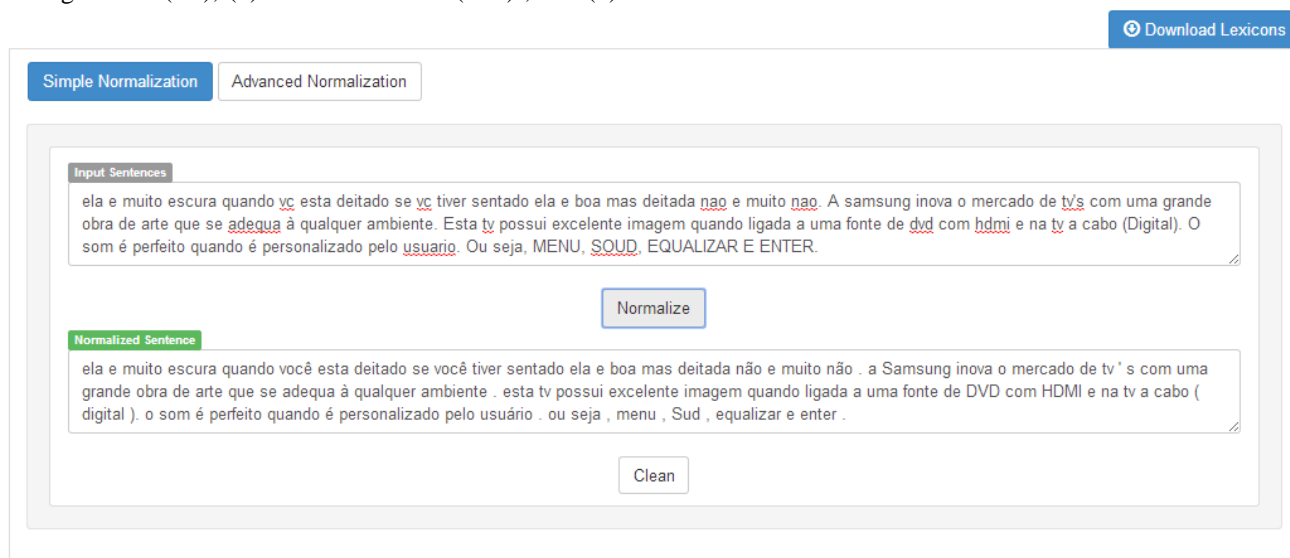 Download Lexicons
Simple Normalization
Advanced Normalization
Input Sentences
ela e muito escura quando vc esta deitado se vc tiver sentado ela e boa mas deitada nao e muito nao. A samsung inova o mercado de tv's com uma grande
obra de arte que se adequa à qualquer ambiente. Esta tv possui excelente imagem quando ligada a uma fonte de dvd com hdmi e na tv a cabo (Digital). O
som é perfeito quando é personalizado pelo usuario. Ou seja, MENU, SOUD, EQUALIZAR E ENTER.
Normalize
Normalized Sentence
ela e muito escura quando você esta deitado se você tiver sentado ela e boa mas deitada não e muito não . a Samsung inova o mercado de tv ' s com uma
grande obra de arte que se adequa à qualquer ambiente . esta tv possui excelente imagem quando ligada a uma fonte de DVD com HDMI e na tv a cabo (
digital ). o som é perfeito quando é personalizado pelo usuário . ou seja , menu , Sud , equalizar e enter .
Clean